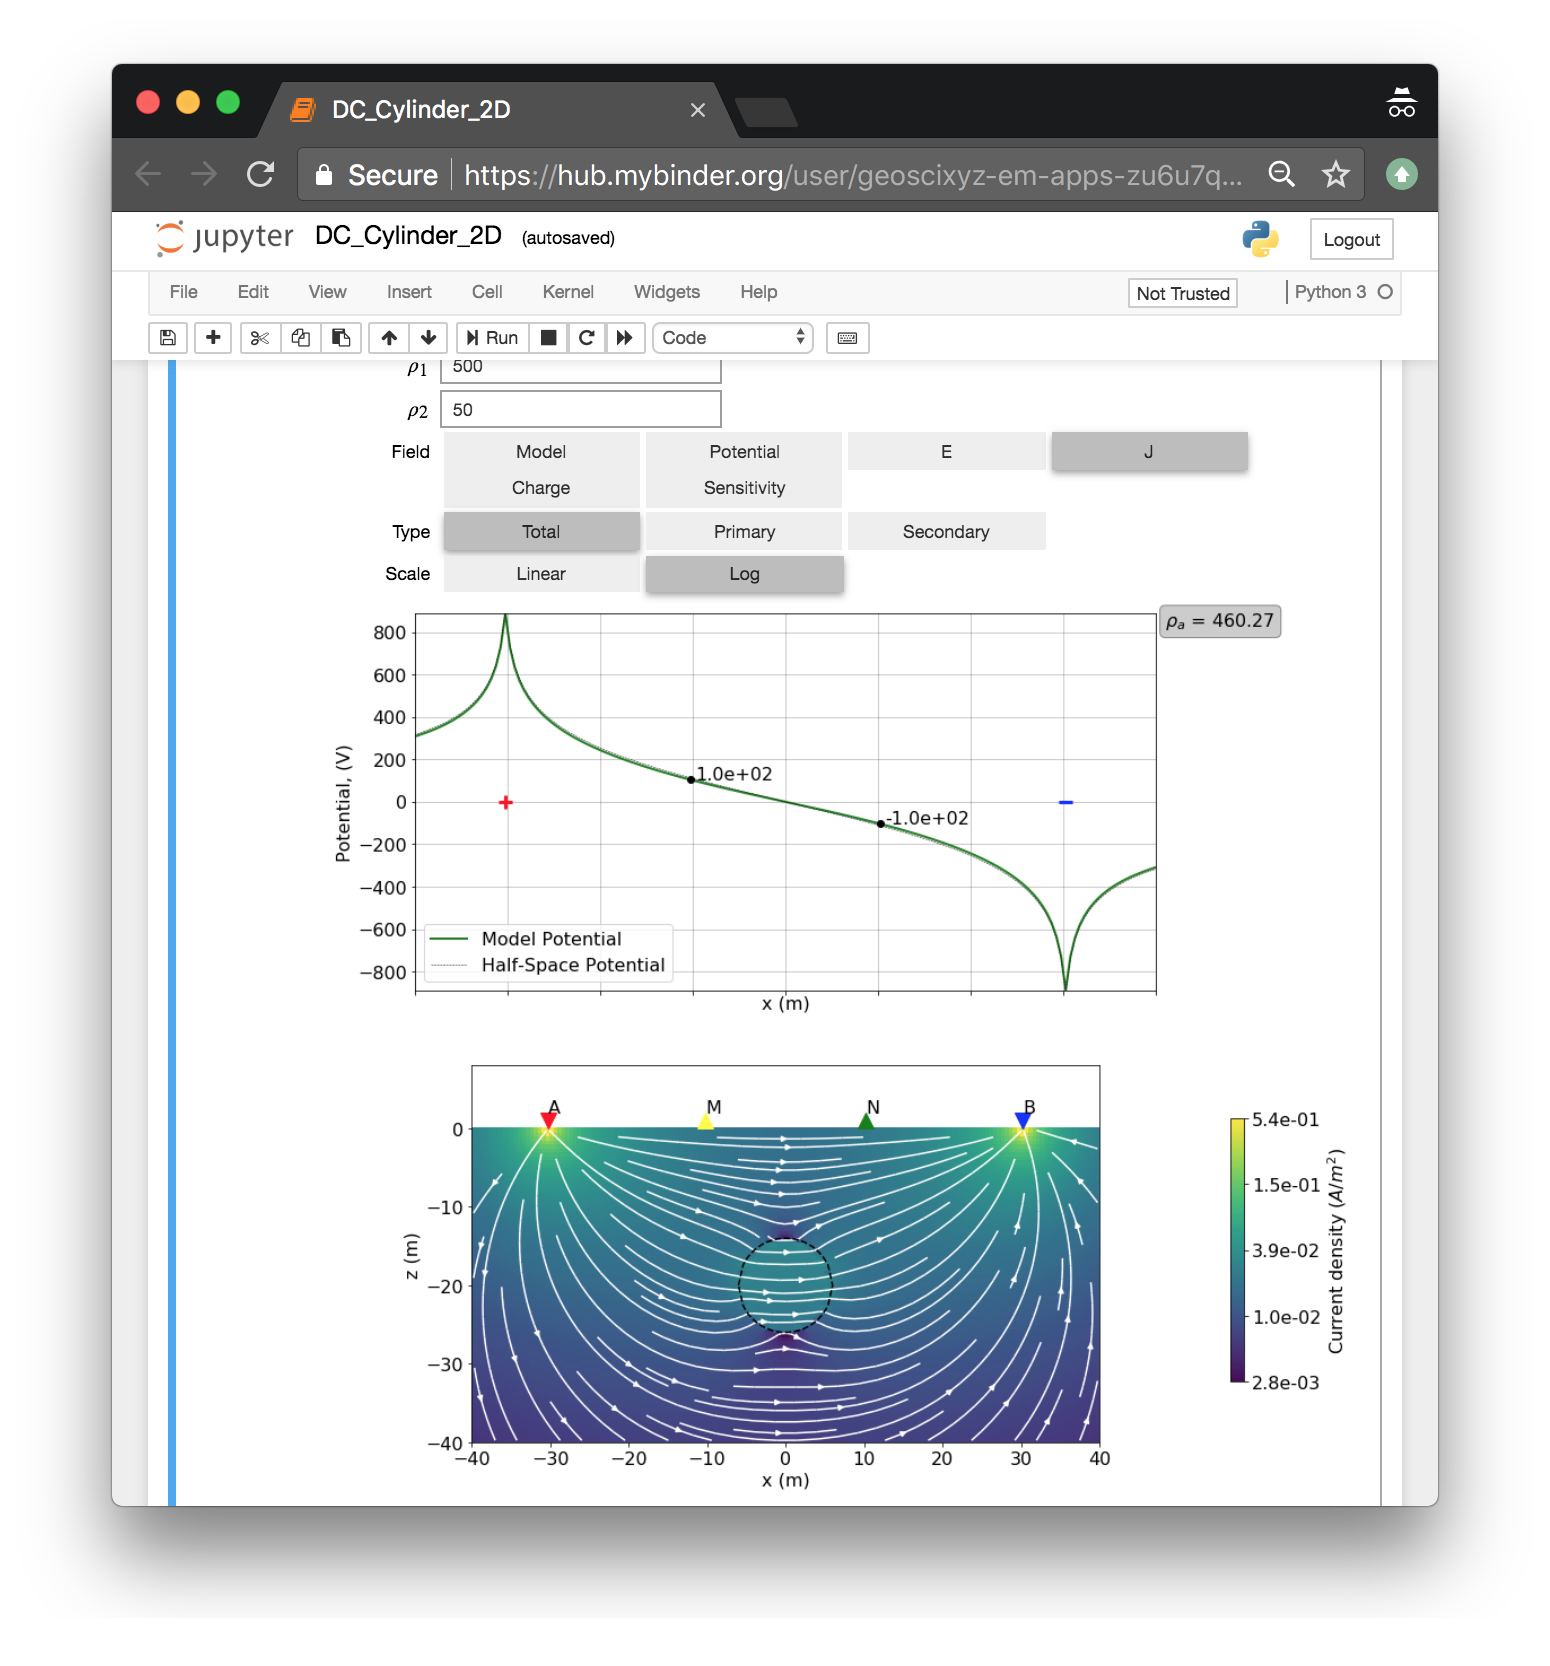 DC_Cylinder_2D
Secure https://hub.mybinder.org/user/geoscixyz-em-apps-zu6u7q...
jupyter DC_Cylinder_2D (autosaved) Logout
File Edit View Insert Cell Kernel Widgets Help Not Trusted Python 3
Run Code
ρ1 500
ρ2 50
Field Model Potential E J
Charge Sensitivity
Type Total Primary Secondary
Scale Linear Log
ρa = 460.27
800
600
400
200
0
−200
−400
−600
−800
Potential, (V)
1.0e+02
-1.0e+02
Model Potential
Half-Space Potential
x (m)
A M N B
0
−10
−20
−30
−40
z (m)
−40 −30 −20 −10 0 10 20 30 40
x (m)
5.4e-01
1.5e-01
3.9e-02
1.0e-02
2.8e-03
Current density (A/m²)